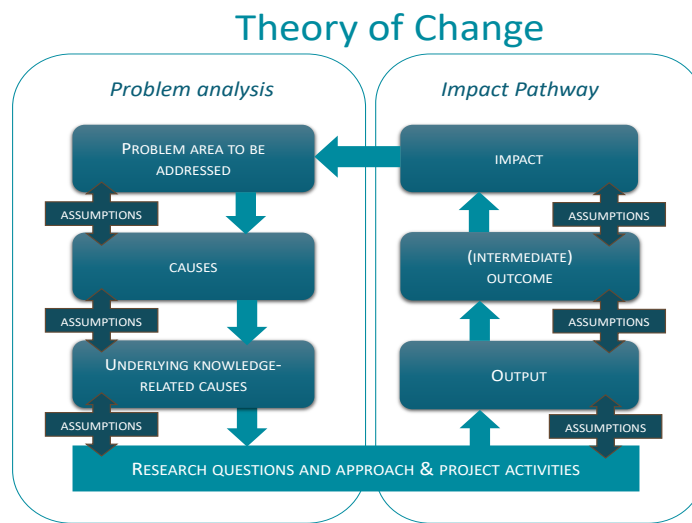 Theory of Change
Problem analysis
PROBLEM AREA TO BE
ADDRESSED
ASSUMPTIONS
CAUSES
ASSUMPTIONS
UNDERLYING KNOWLEDGE-
RELATED CAUSES
ASSUMPTIONS
Impact Pathway
IMPACT
ASSUMPTIONS
(INTERMEDIATE)
OUTCOME
ASSUMPTIONS
OUTPUT
ASSUMPTIONS
RESEARCH QUESTIONS AND APPROACH & PROJECT ACTIVITIES